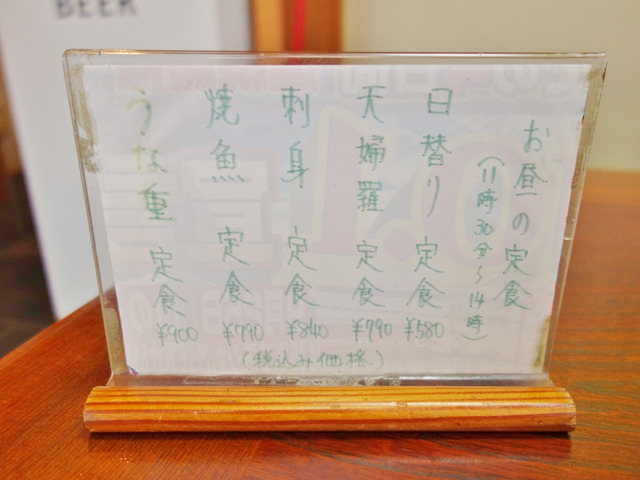 BEER
お昼の定食
(11時30分～14時)
日替り定食 ¥580
天婦羅定食 ¥790
刺身定食 ¥840
焼魚定食 ¥790
うな重定食 ¥900
(税込み価格)